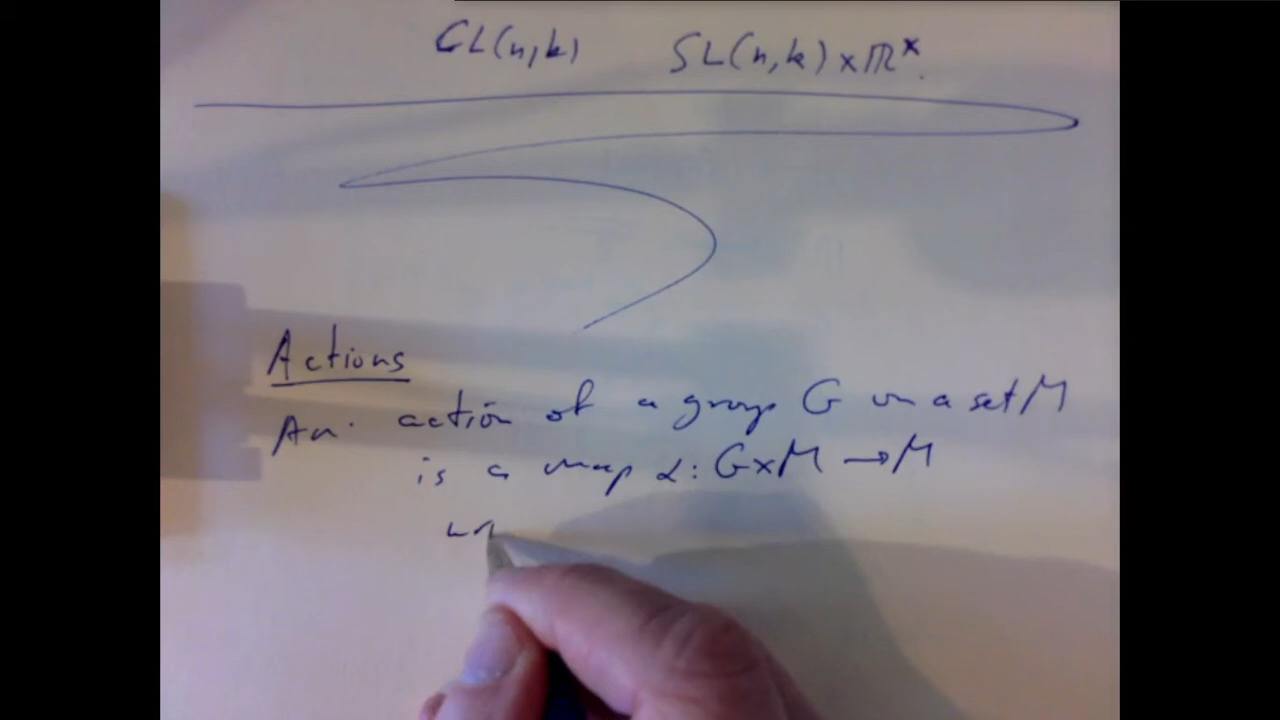 GL(n,k) SL(n,k) × ℝ^×.
Actions
An action of a group G on a set M
is a map α: G×M → M